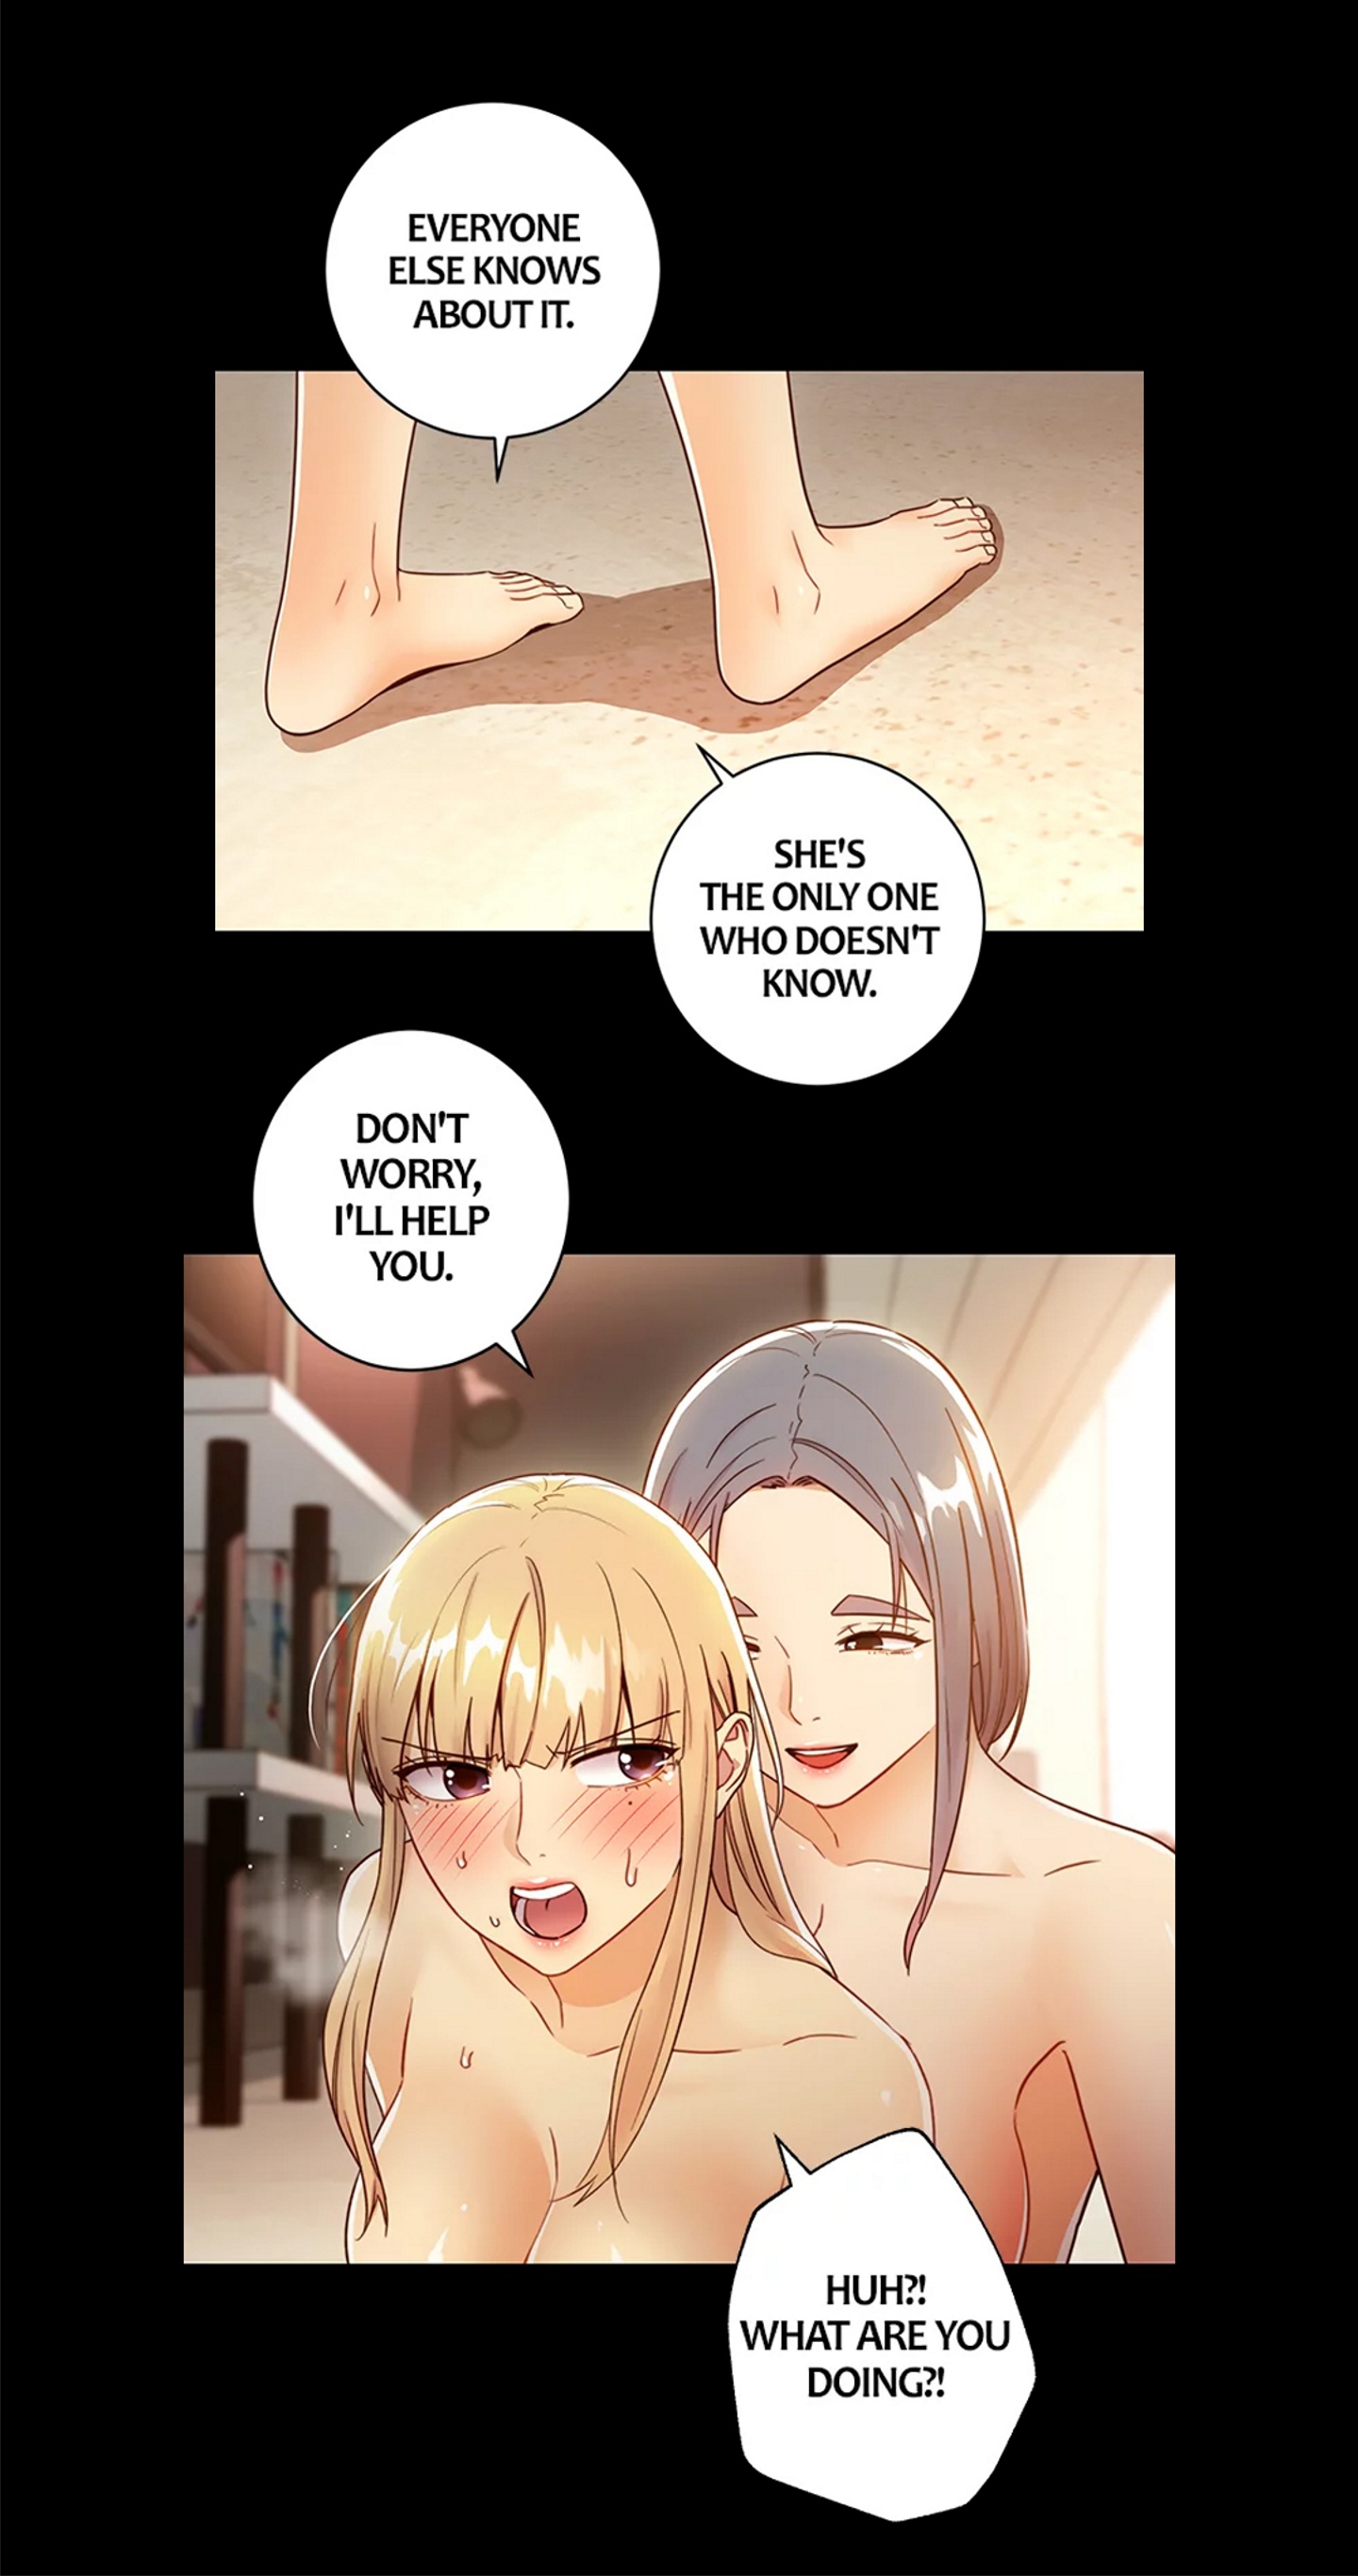 EVERYONE
ELSE KNOWS
ABOUT IT.
SHE'S
THE ONLY ONE
WHO DOESN'T
KNOW.
DON'T
WORRY,
I'LL HELP
YOU.
HUH?!
WHAT ARE YOU
DOING?!